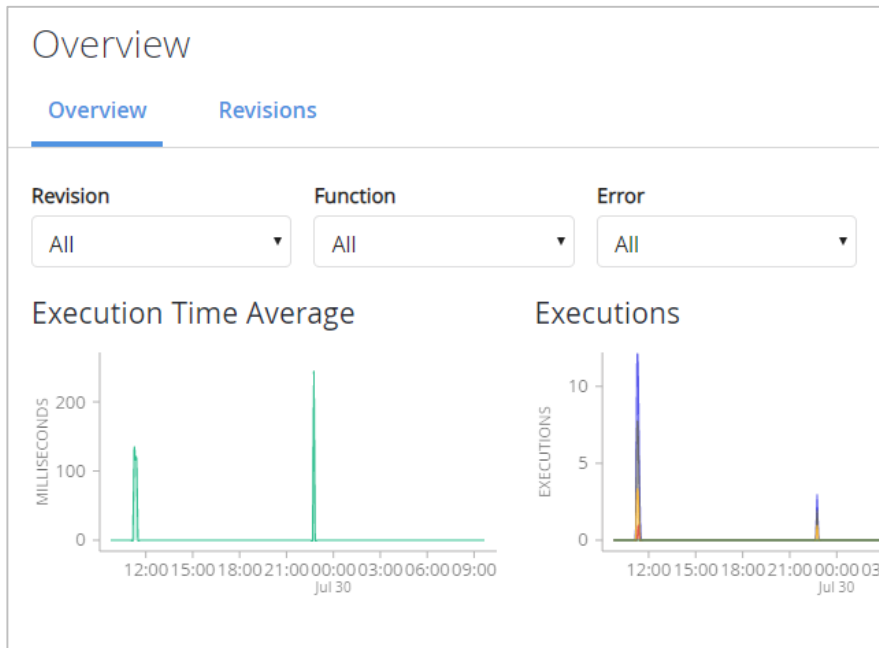 Overview
Overview Revisions
Revision Function Error
All All All
Execution Time Average Executions
MILLISECONDS
200
100
0
12:00 15:00 18:00 21:00 00:00 03:00 06:00 09:00
Jul 30
EXECUTIONS
10
5
0
12:00 15:00 18:00 21:00 00:00 03
Jul 30